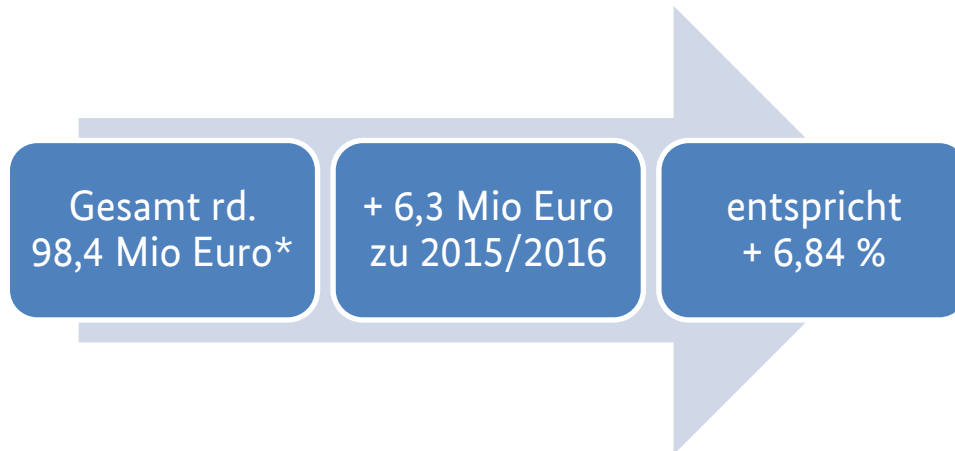 Gesamt rd.
98,4 Mio Euro*
+ 6,3 Mio Euro
zu 2015/2016
entspricht
+ 6,84 %